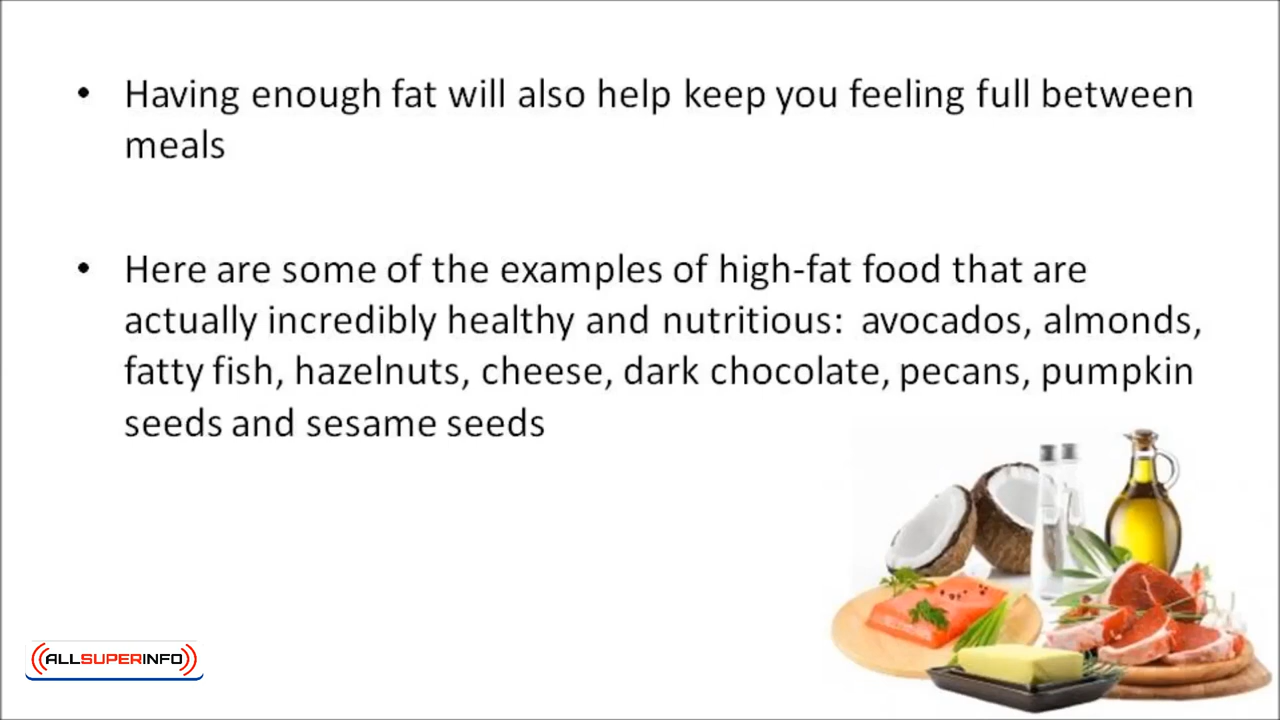 • Having enough fat will also help keep you feeling full between
meals
• Here are some of the examples of high-fat food that are
actually incredibly healthy and nutritious:  avocados, almonds,
fatty fish, hazelnuts, cheese, dark chocolate, pecans, pumpkin
seeds and sesame seeds
ALLSUPERINFO